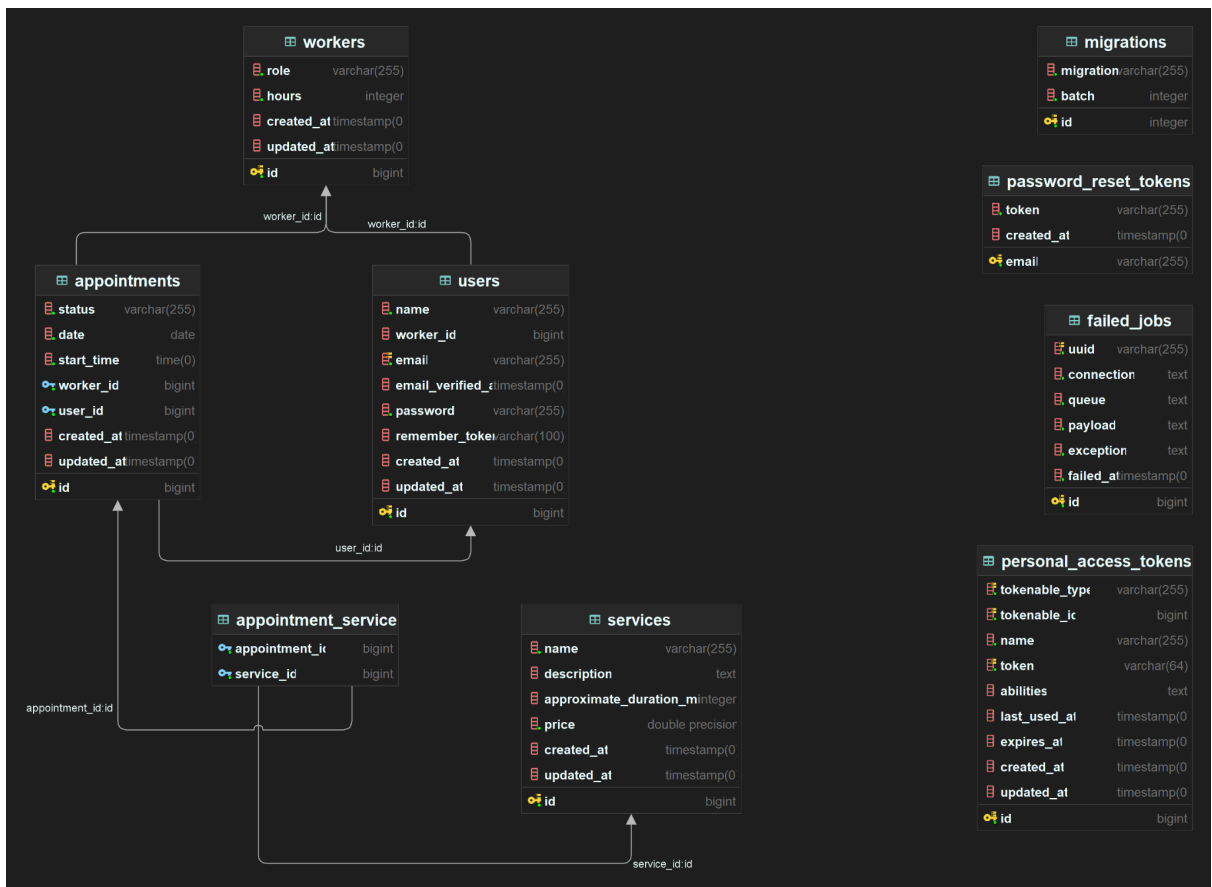 workers
role varchar(255)
hours integer
created_at timestamp(0
updated_at timestamp(0
id bigint
worker_id:id
worker_id:id
appointments
status varchar(255)
date date
start_time time(0)
worker_id bigint
user_id bigint
created_at timestamp(0
updated_at timestamp(0
id bigint
users
name varchar(255)
worker_id bigint
email varchar(255)
email_verified_a timestamp(0
password varchar(255)
remember_token varchar(100)
created_at timestamp(0
updated_at timestamp(0
id bigint
user_id:id
appointment_service
appointment_id bigint
service_id bigint
appointment_id:id
services
name varchar(255)
description text
approximate_duration_m integer
price double precision
created_at timestamp(0
updated_at timestamp(0
id bigint
service_id:id
migrations
migration varchar(255)
batch integer
id integer
password_reset_tokens
token varchar(255)
created_at timestamp(0
email varchar(255)
failed_jobs
uuid varchar(255)
connection text
queue text
payload text
exception text
failed_at timestamp(0
id bigint
personal_access_tokens
tokenable_type varchar(255)
tokenable_id bigint
name varchar(255)
token varchar(64)
abilities text
last_used_at timestamp(0
expires_at timestamp(0
created_at timestamp(0
updated_at timestamp(0
id bigint